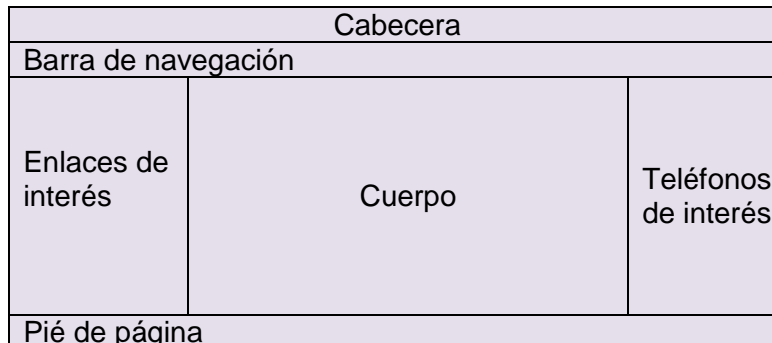 Cabecera
Barra de navegación
Enlaces de
interés
Cuerpo
Teléfonos
de interés
Pié de página